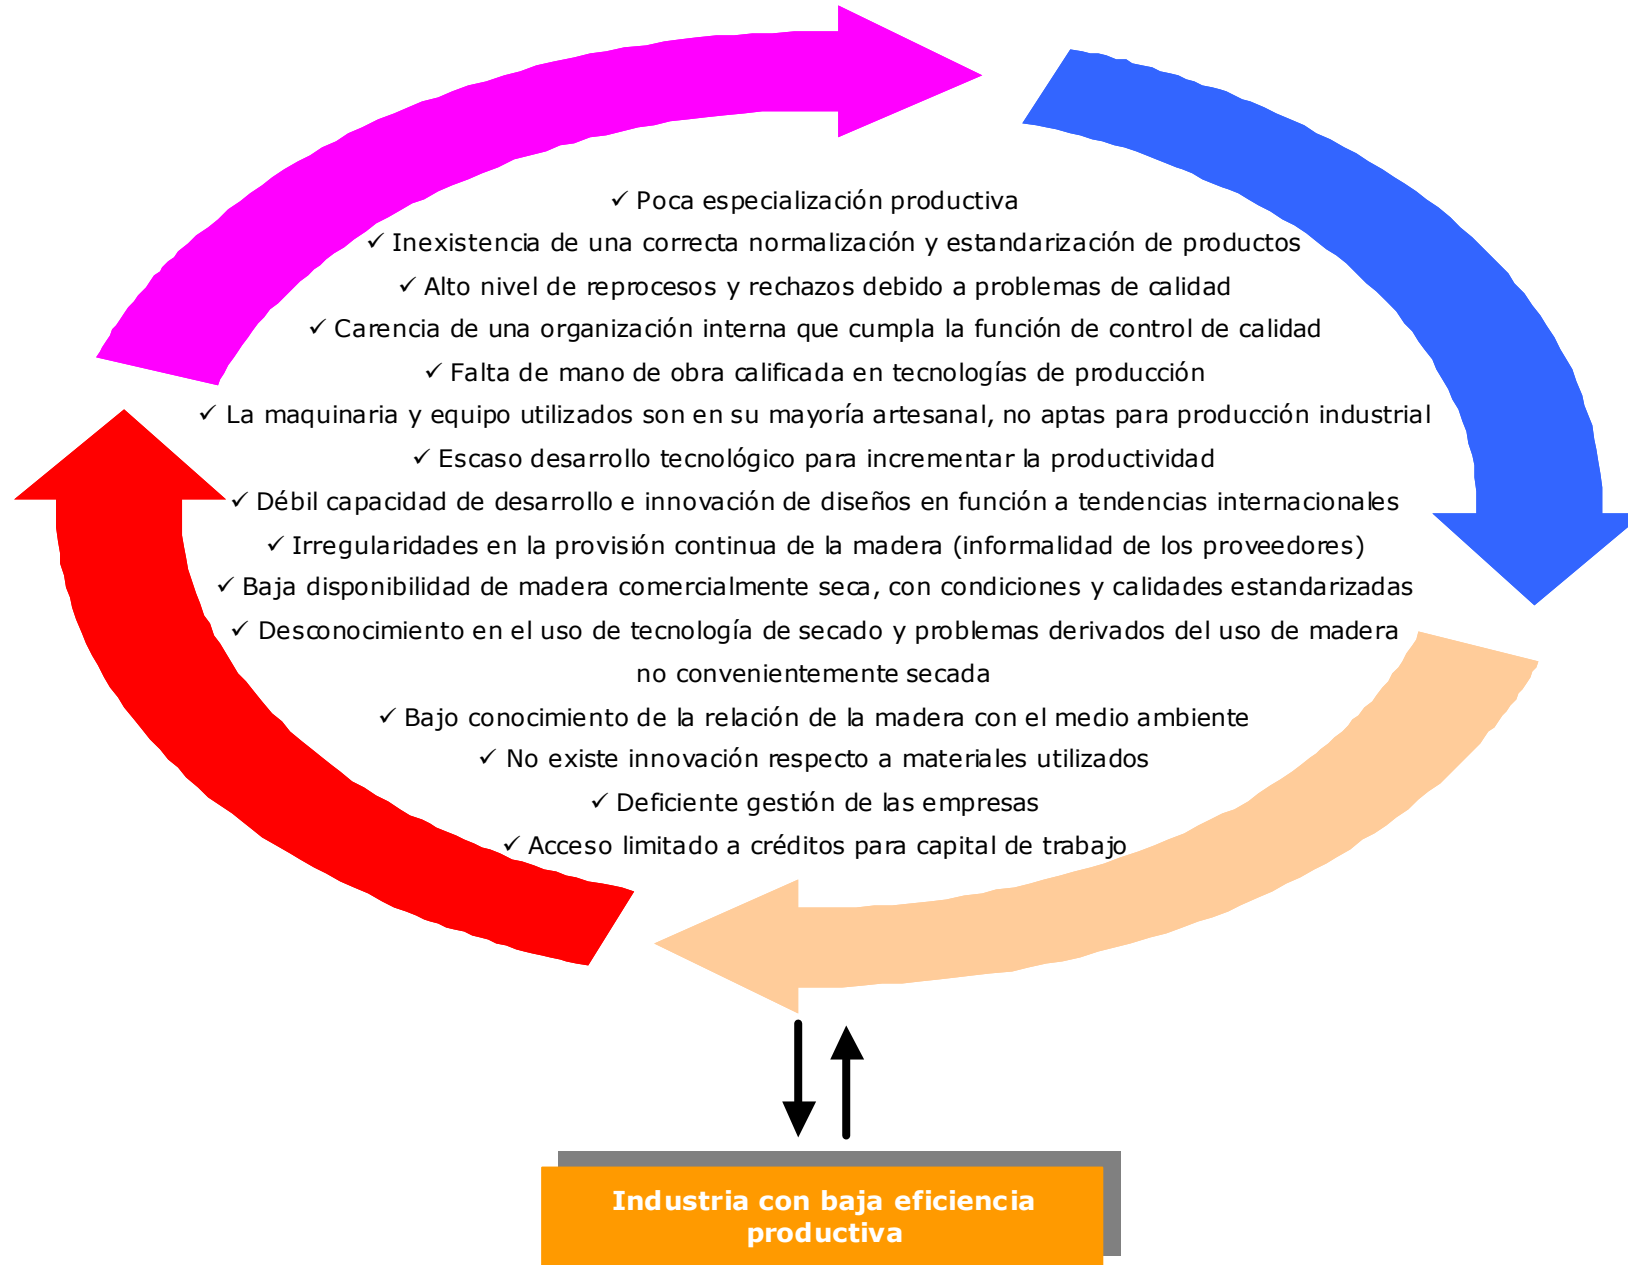 ✓ Poca especialización productiva
✓ Inexistencia de una correcta normalización y estandarización de productos
✓ Alto nivel de reprocesos y rechazos debido a problemas de calidad
✓ Carencia de una organización interna que cumpla la función de control de calidad
✓ Falta de mano de obra calificada en tecnologías de producción
✓ La maquinaria y equipo utilizados son en su mayoría artesanal, no aptas para producción industrial
✓ Escaso desarrollo tecnológico para incrementar la productividad
✓ Débil capacidad de desarrollo e innovación de diseños en función a tendencias internacionales
✓ Irregularidades en la provisión continua de la madera (informalidad de los proveedores)
✓ Baja disponibilidad de madera comercialmente seca, con condiciones y calidades estandarizadas
✓ Desconocimiento en el uso de tecnología de secado y problemas derivados del uso de madera
no convenientemente secada
✓ Bajo conocimiento de la relación de la madera con el medio ambiente
✓ No existe innovación respecto a materiales utilizados
✓ Deficiente gestión de las empresas
✓ Acceso limitado a créditos para capital de trabajo
Industria con baja eficiencia
productiva